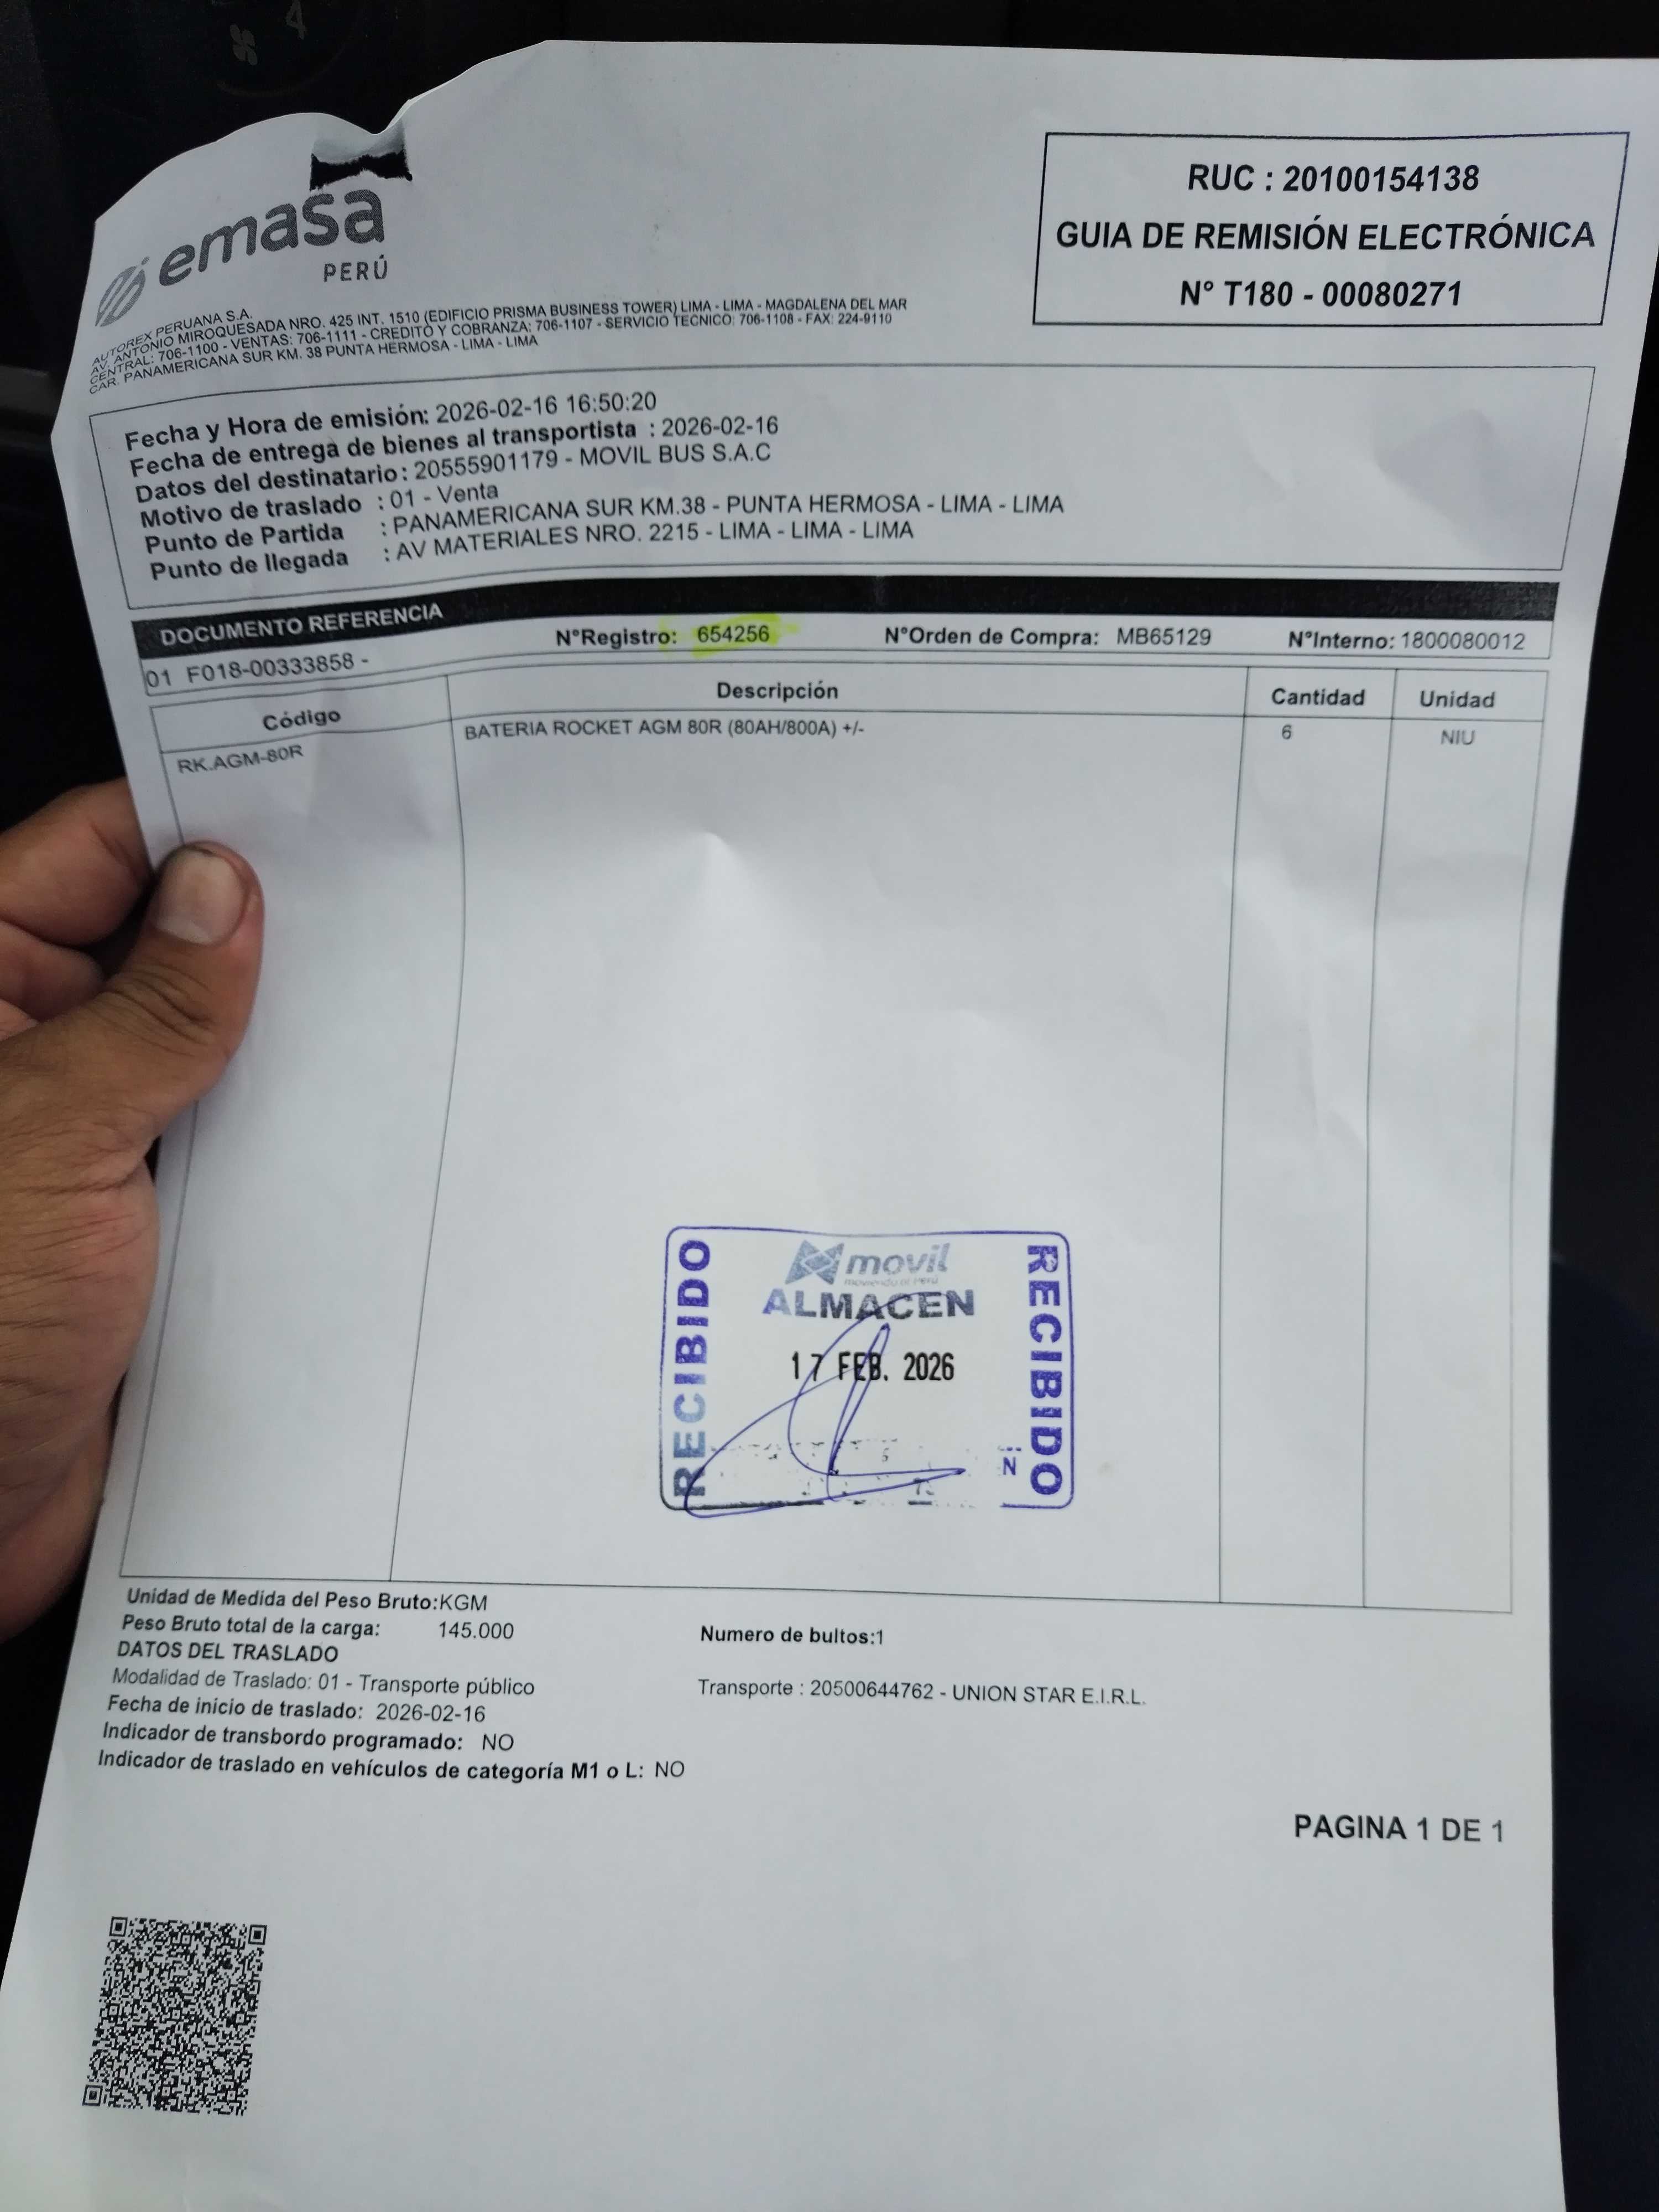 4
emasa
PERÚ
RUC : 20100154138
GUIA DE REMISIÓN ELECTRÓNICA
N° T180 - 00080271
AUTOREX PERUANA S.A.
AV. ANTONIO MIROQUESADA NRO. 425 INT. 1510 (EDIFICIO PRISMA BUSINESS TOWER) LIMA - LIMA - MAGDALENA DEL MAR
CENTRAL: 706-1100 - VENTAS: 706-1111 - CREDITO Y COBRANZA: 706-1107 - SERVICIO TECNICO: 706-1108 - FAX: 224-9110
CAR. PANAMERICANA SUR KM. 38 PUNTA HERMOSA - LIMA - LIMA
Fecha y Hora de emisión: 2026-02-16 16:50:20
Fecha de entrega de bienes al transportista : 2026-02-16
Datos del destinatario : 20555901179 - MOVIL BUS S.A.C
Motivo de traslado : 01 - Venta
Punto de Partida : PANAMERICANA SUR KM.38 - PUNTA HERMOSA - LIMA - LIMA
Punto de llegada : AV MATERIALES NRO. 2215 - LIMA - LIMA - LIMA
DOCUMENTO REFERENCIA
01 F018-00333858 - N°Registro: 654256 N°Orden de Compra: MB65129 N°Interno: 1800080012
Código Descripción Cantidad Unidad
RK.AGM-80R BATERIA ROCKET AGM 80R (80AH/800A) +/- 6 NIU
RECIBIDO
movil
moviendo al Perú
ALMACEN
17 FEB. 2026
N
RECIBIDO
Unidad de Medida del Peso Bruto:KGM
Peso Bruto total de la carga: 145.000 Numero de bultos:1
DATOS DEL TRASLADO
Modalidad de Traslado: 01 - Transporte público Transporte : 20500644762 - UNION STAR E.I.R.L.
Fecha de inicio de traslado: 2026-02-16
Indicador de transbordo programado: NO
Indicador de traslado en vehículos de categoría M1 o L: NO
PAGINA 1 DE 1